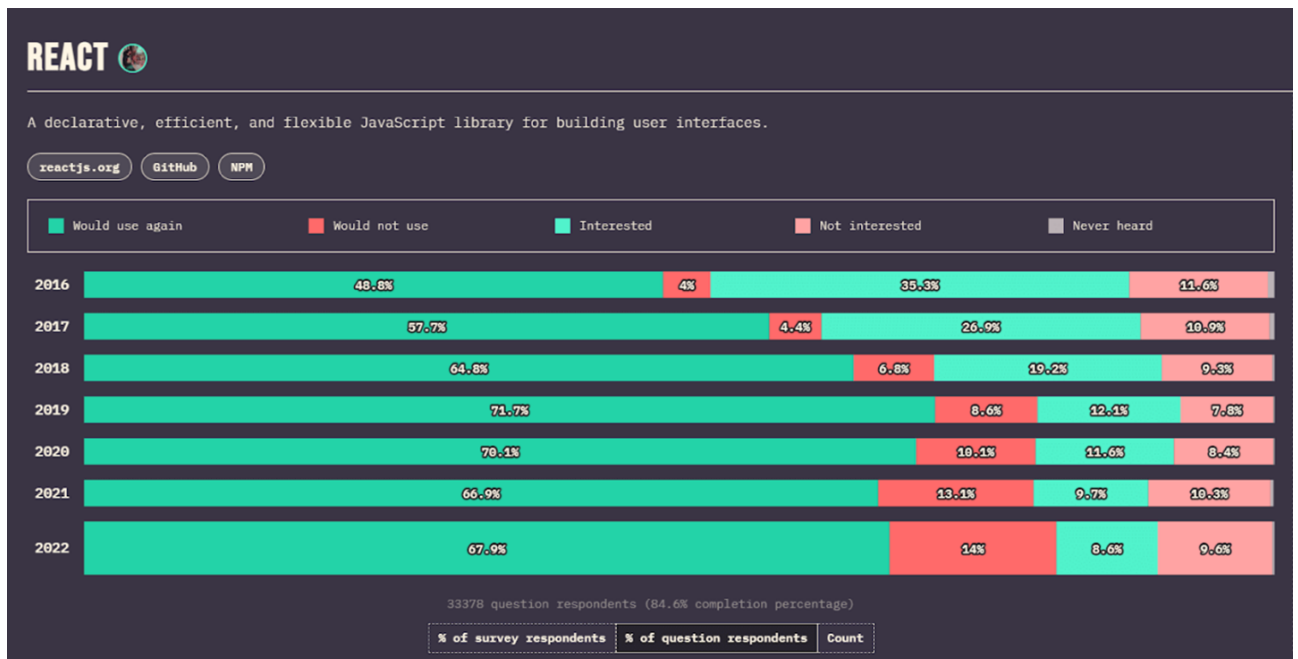 REACT
A declarative, efficient, and flexible JavaScript library for building user interfaces.
reactjs.org GitHub NPM
Would use again Would not use Interested Not interested Never heard
2016 48.8% 4% 35.3% 11.6%
2017 57.7% 4.4% 26.9% 10.9%
2018 64.8% 6.8% 19.2% 9.3%
2019 71.7% 8.6% 12.1% 7.8%
2020 70.1% 10.1% 11.6% 8.4%
2021 66.9% 13.1% 9.7% 10.3%
2022 67.9% 14% 8.6% 9.6%
33378 question respondents (84.6% completion percentage)
% of survey respondents % of question respondents Count